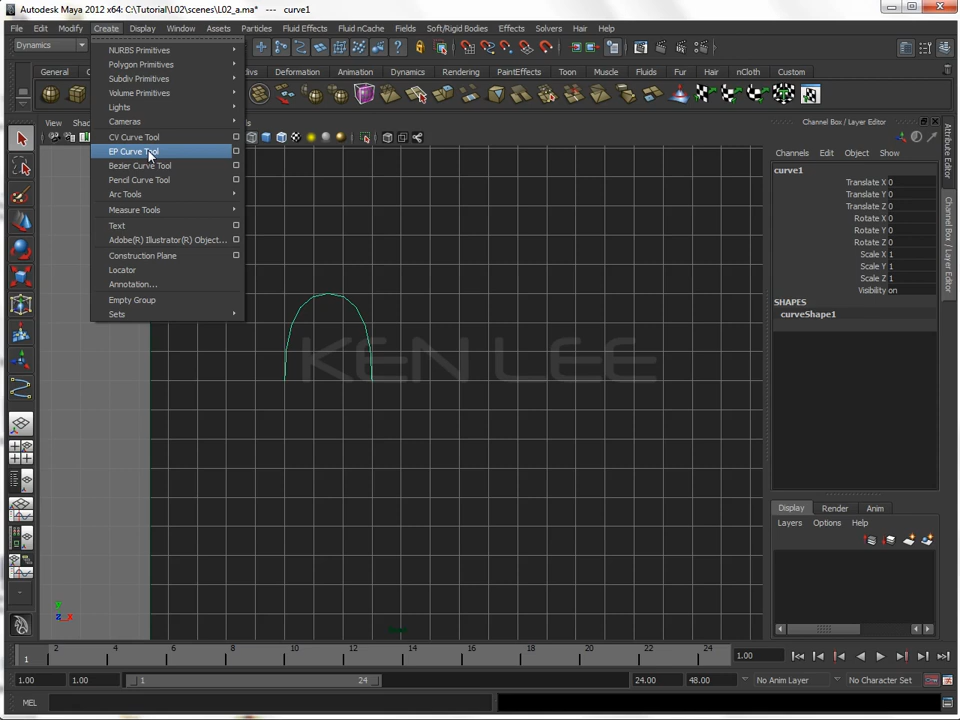 Autodesk Maya 2012 x64: C:\Tutorial\L02\scenes\L02_a.ma* --- curve1
File Edit Modify Create Display Window Assets Particles Fluid Effects Fluid nCache Fields Soft/Rigid Bodies Effects Solvers Hair Help
Dynamics
General Deformation Animation Dynamics Rendering PaintEffects Toon Muscle Fluids Fur Hair nCloth Custom
View
NURBS Primitives
Polygon Primitives
Subdiv Primitives
Volume Primitives
Lights
Cameras
CV Curve Tool
EP Curve Tool
Bezier Curve Tool
Pencil Curve Tool
Arc Tools
Measure Tools
Text
Adobe(R) Illustrator(R) Object...
Construction Plane
Locator
Annotation...
Empty Group
Sets
KEN LEE
Channel Box / Layer Editor
Channels Edit Object Show
curve1
Translate X 0
Translate Y 0
Translate Z 0
Rotate X 0
Rotate Y 0
Rotate Z 0
Scale X 1
Scale Y 1
Scale Z 1
Visibility on
SHAPES
curveShape1
Attribute Editor
Channel Box / Layer Editor
Display Render Anim
Layers Options Help
y
z x
1 2 4 6 8 10 12 14 16 18 20 22 24 1.00
1.00 1.00 1 24 24.00 48.00 No Anim Layer No Character Set
MEL